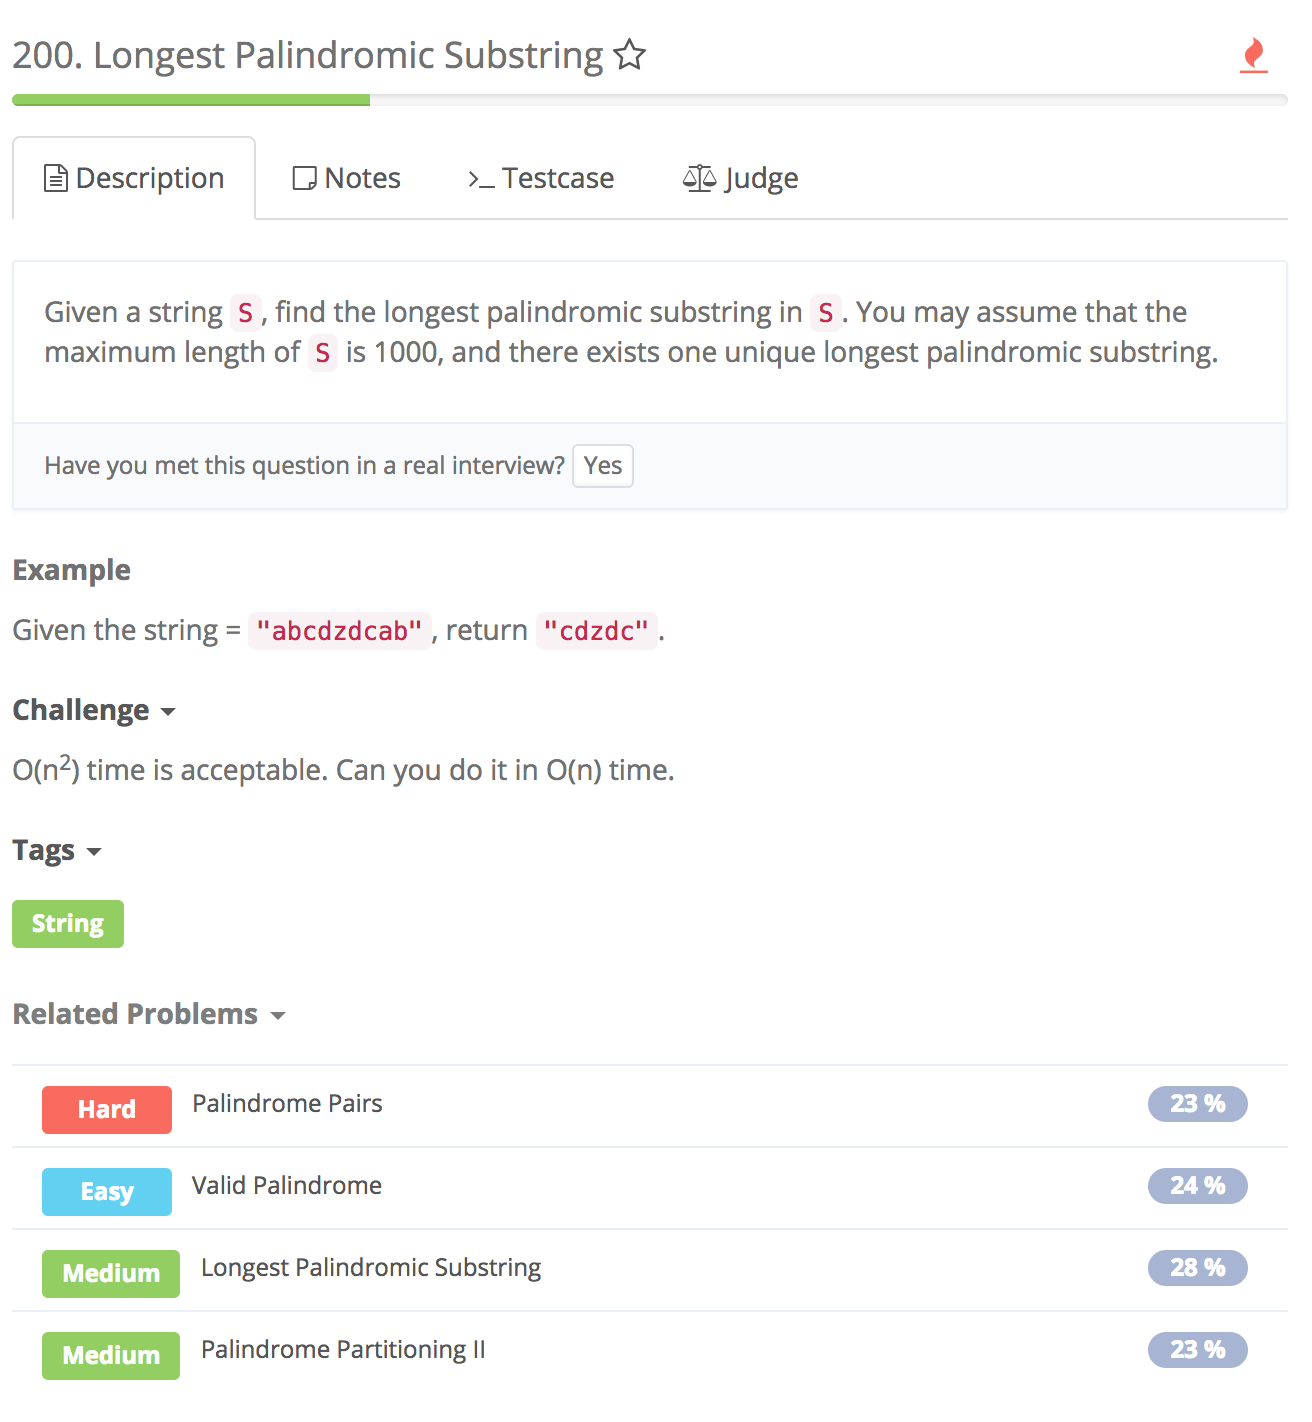 200. Longest Palindromic Substring
Description Notes >_ Testcase Judge
Given a string S, find the longest palindromic substring in S. You may assume that the
maximum length of S is 1000, and there exists one unique longest palindromic substring.
Have you met this question in a real interview? Yes
Example
Given the string = "abcdzdcab", return "cdzdc".
Challenge
O(n²) time is acceptable. Can you do it in O(n) time.
Tags
String
Related Problems
Hard Palindrome Pairs 23 %
Easy Valid Palindrome 24 %
Medium Longest Palindromic Substring 28 %
Medium Palindrome Partitioning II 23 %